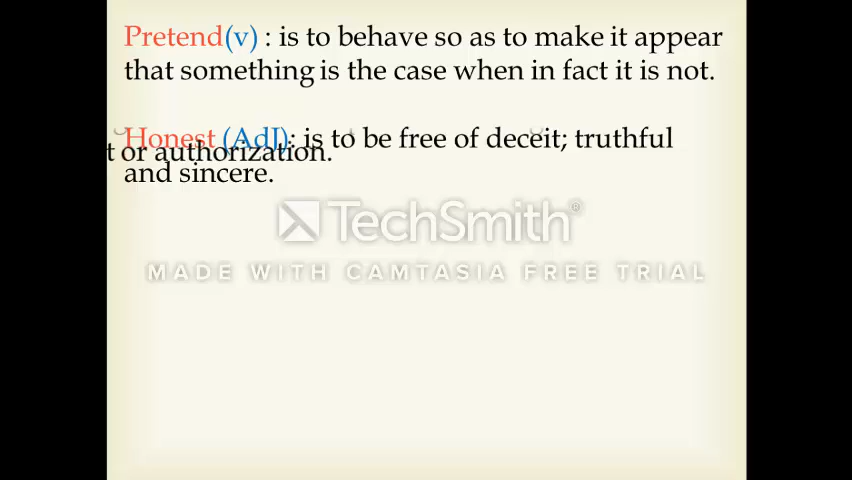 Pretend(v) : is to behave so as to make it appear
that something is the case when in fact it is not.
Honest (AdJ): is to be free of deceit; truthful
t or authorization.
and sincere.
TechSmith®
MADE WITH CAMTASIA FREE TRIAL